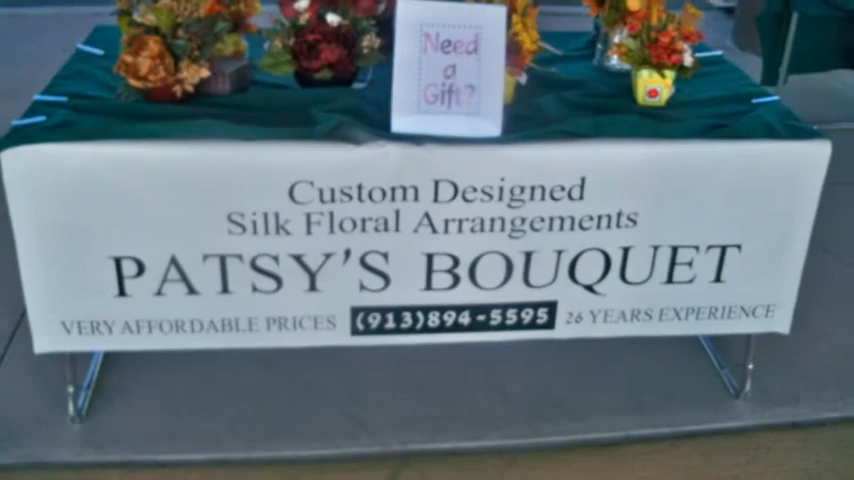 Need
a
Gift?
Custom Designed
Silk Floral Arrangements
PATSY'S BOUQUET
VERY AFFORDABLE PRICES (913)894-5595 26 YEARS EXPERIENCE